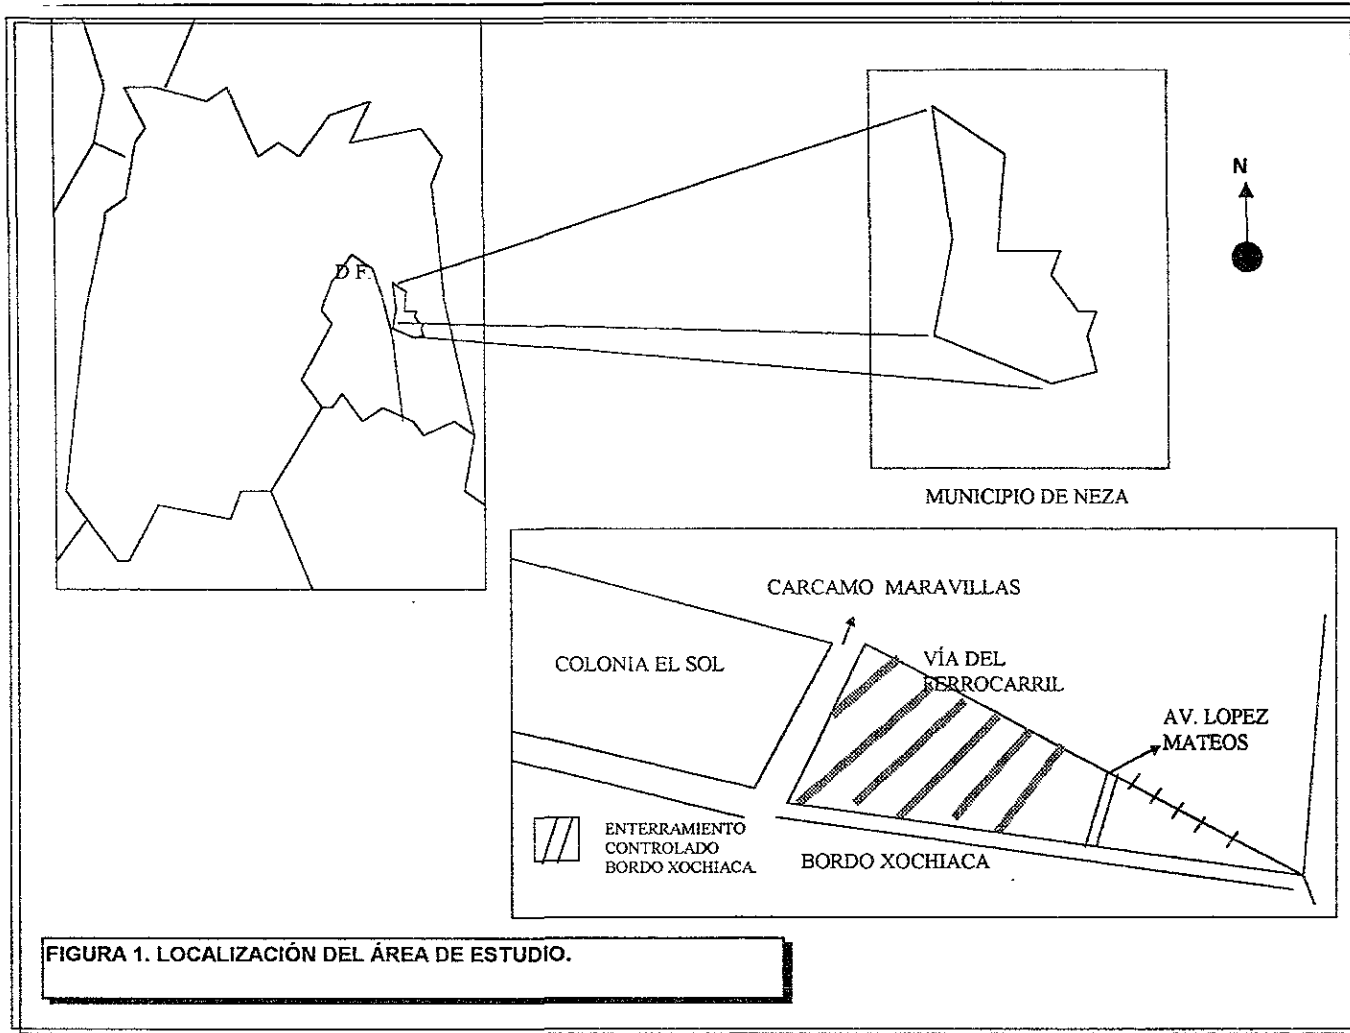 D F.
N
MUNICIPIO DE NEZA
CARCAMO MARAVILLAS
COLONIA EL SOL
VÍA DEL
FERROCARRIL
AV. LOPEZ
MATEOS
ENTERRAMIENTO
CONTROLADO
BORDO XOCHIACA.
BORDO XOCHIACA
FIGURA 1. LOCALIZACIÓN DEL ÁREA DE ESTUDIO.